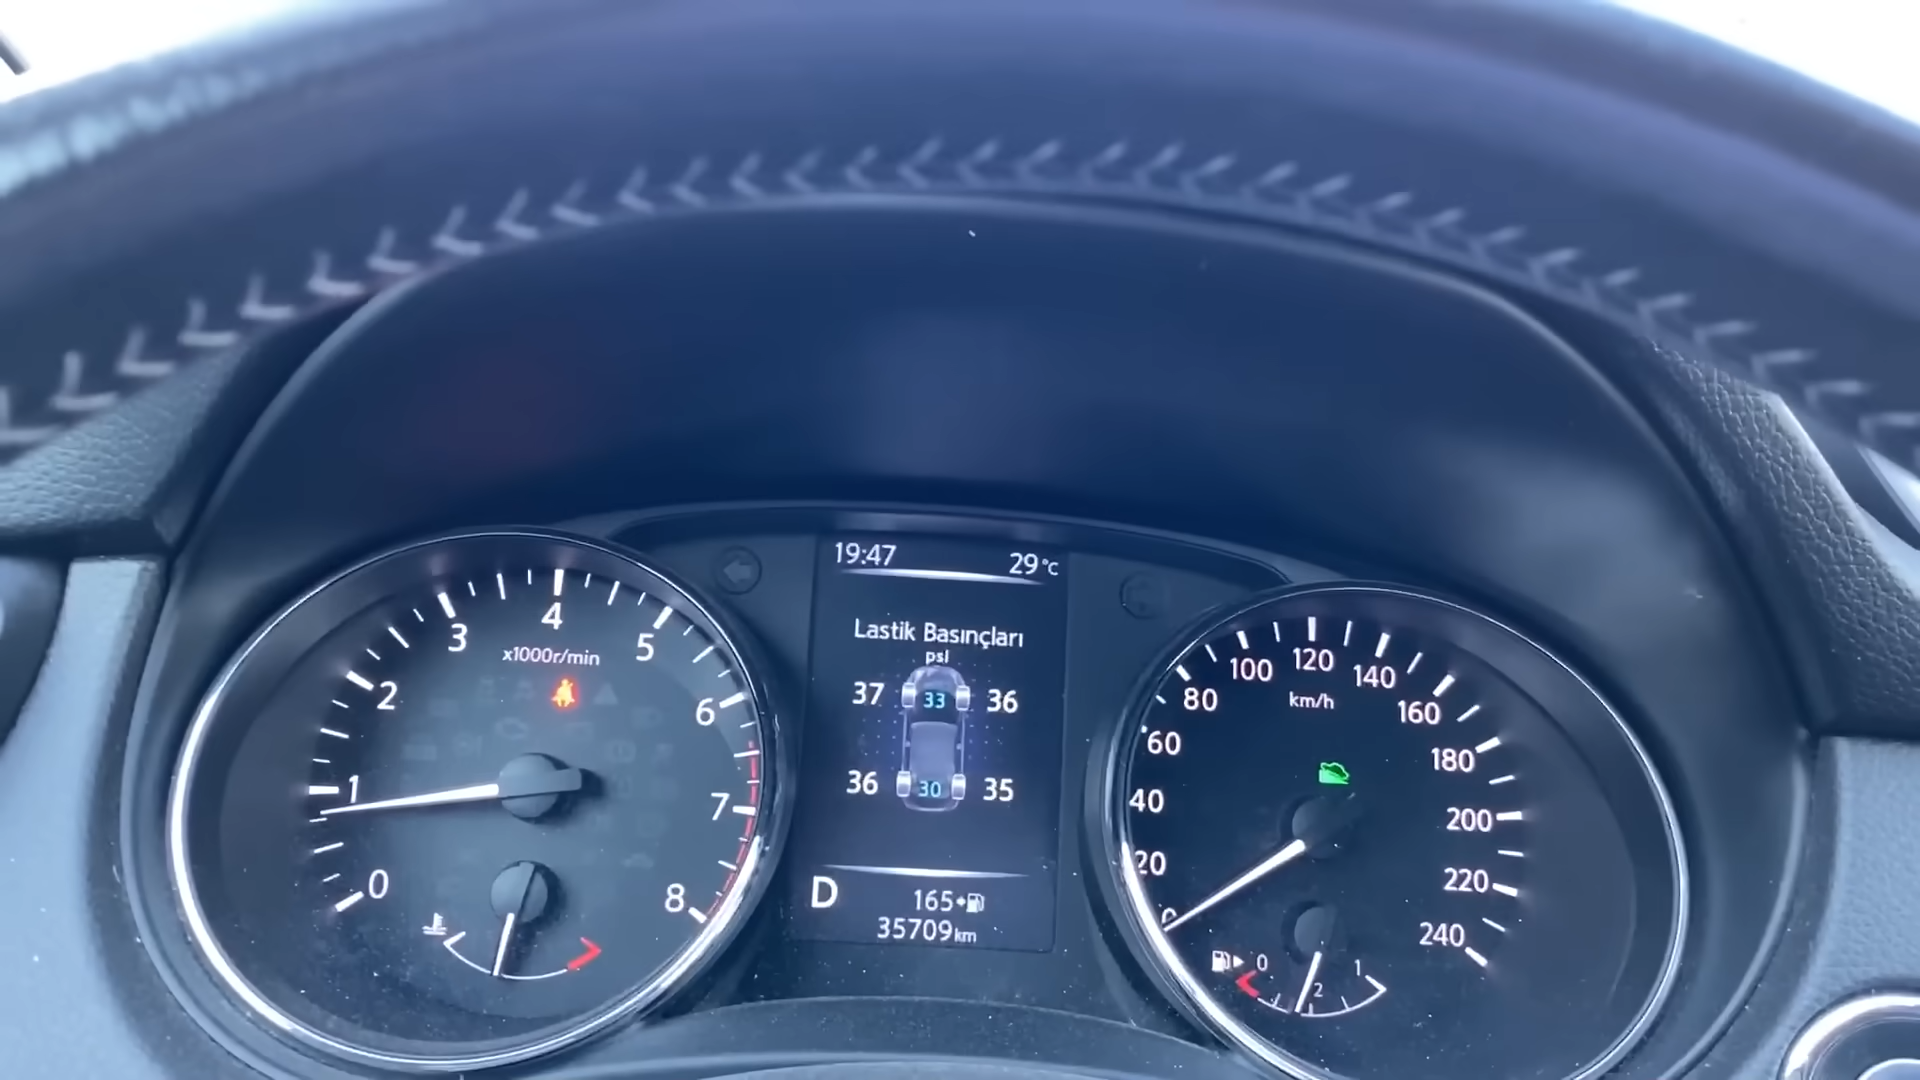 19:47 29°C
Lastik Basınçları
psi
37 33 36
36 30 35
D 165
35709km
0 1 2 3 4 5 6 7 8
x1000r/min
0 20 40 60 80 100 120 140 160 180 200 220 240
km/h
0 1
2